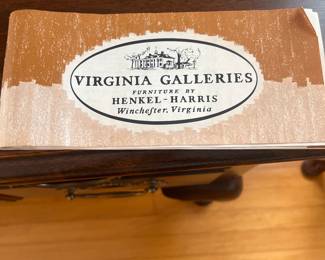 VIRGINIA GALLERIES
FURNITURE BY
HENKEL-HARRIS
Winchester, Virginia